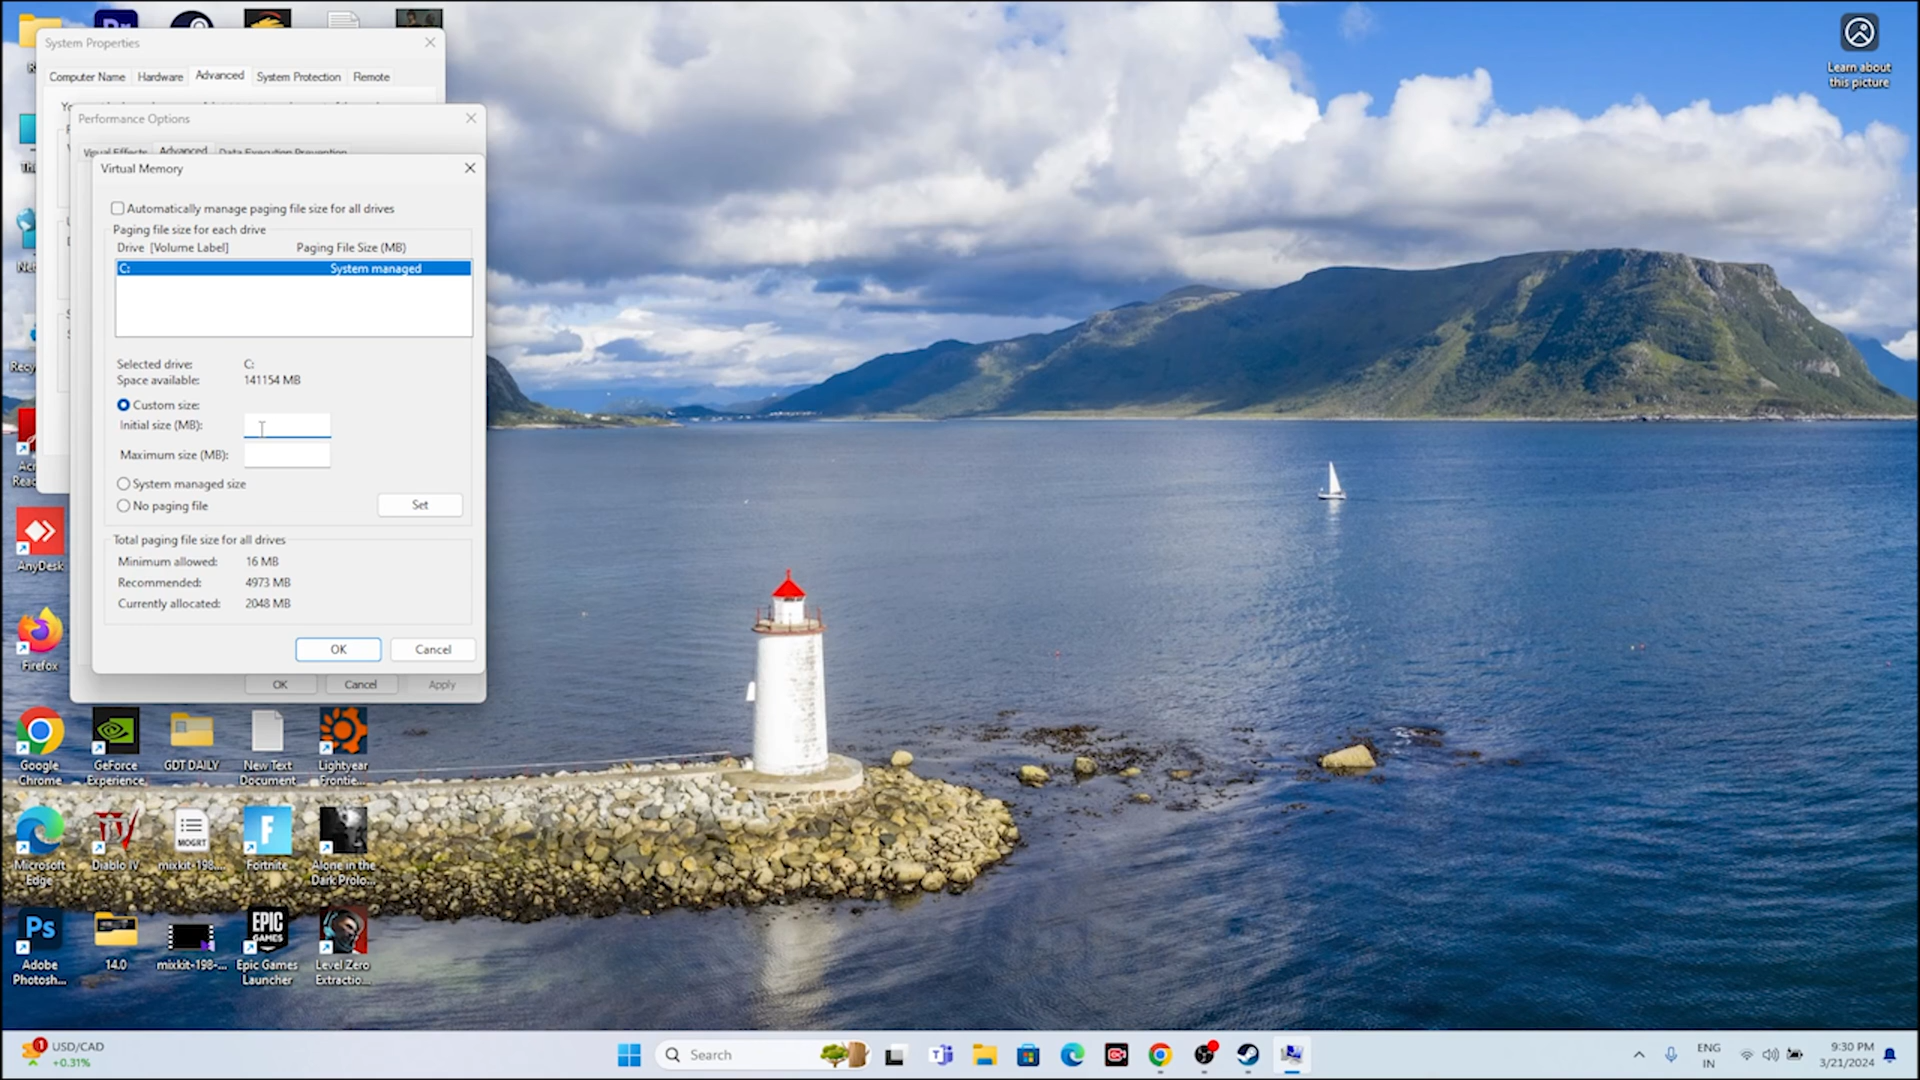 System Properties
Computer Name
Hardware
Advanced
System Protection
Remote
Performance Options
Visual Effects
Advanced
Data Execution Prevention
Virtual Memory
Automatically manage paging file size for all drives
Paging file size for each drive
Drive [Volume Label]
Paging File Size (MB)
C:
System managed
Selected drive:
C:
Space available:
141154 MB
Custom size:
Initial size (MB):
Maximum size (MB):
System managed size
No paging file
Set
Total paging file size for all drives
Minimum allowed:
16 MB
Recommended:
4973 MB
Currently allocated:
2048 MB
OK
Cancel
OK
Cancel
Apply
Learn about
this picture
AnyDesk
Firefox
Google
Chrome
GeForce
Experience
GDT DAILY
New Text
Document
Lightyear
Frontie...
Microsoft
Edge
Diablo IV
MOGRT
mixkit-198....
F
Fortnite
Alone in the
Dark Prolo...
Ps
Adobe
Photosh...
14.0
mixkit-198-...
EPIC
GAMES
Epic Games
Launcher
Level Zero
Extractio...
1
USD/CAD
+0.31%
Search
ENG
IN
9:30 PM
3/21/2024